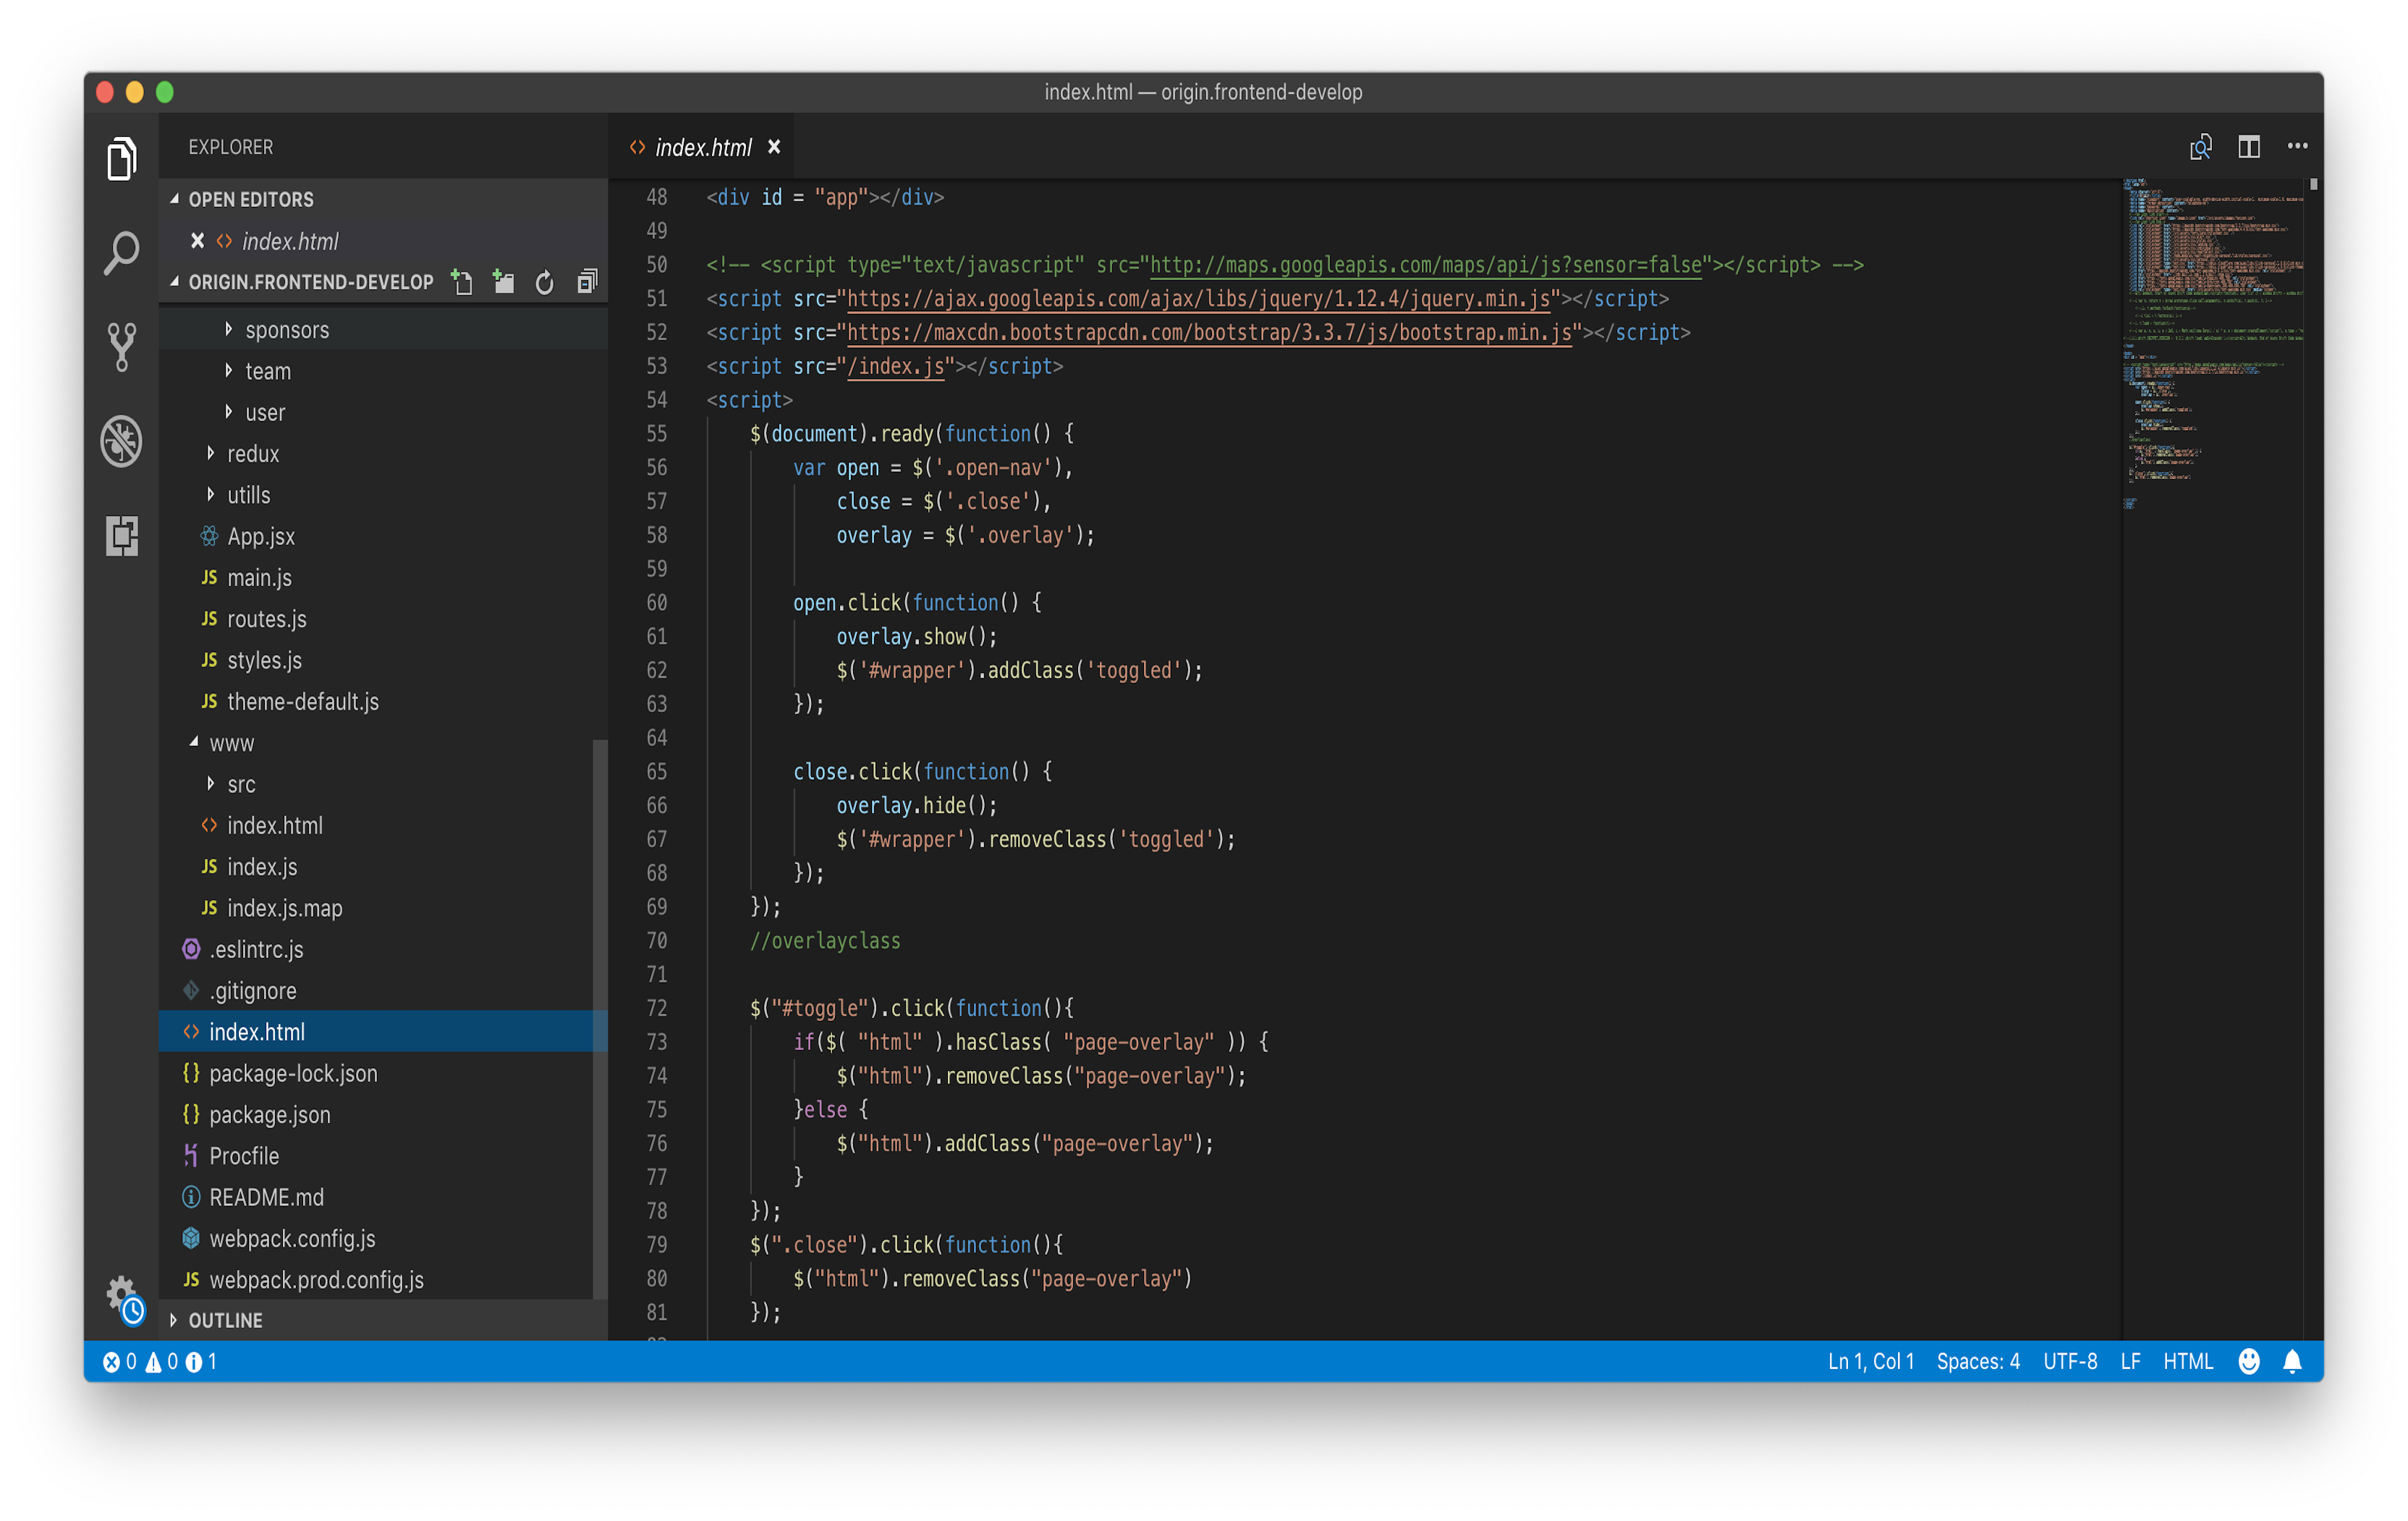 index.html — origin.frontend-develop
EXPLORER
OPEN EDITORS
index.html
ORIGIN.FRONTEND-DEVELOP
sponsors
team
user
redux
utills
App.jsx
JS main.js
JS routes.js
JS styles.js
JS theme-default.js
www
src
<> index.html
JS index.js
JS index.js.map
.eslintrc.js
.gitignore
<> index.html
{} package-lock.json
{} package.json
Procfile
README.md
webpack.config.js
JS webpack.prod.config.js
OUTLINE
<> index.html
48 <div id = "app"></div>
49
50 <!-- <script type="text/javascript" src="http://maps.googleapis.com/maps/api/js?sensor=false"></script> -->
51 <script src="https://ajax.googleapis.com/ajax/libs/jquery/1.12.4/jquery.min.js"></script>
52 <script src="https://maxcdn.bootstrapcdn.com/bootstrap/3.3.7/js/bootstrap.min.js"></script>
53 <script src="/index.js"></script>
54 <script>
55 $(document).ready(function() {
56 var open = $('.open-nav'),
57 close = $('.close'),
58 overlay = $('.overlay');
59
60 open.click(function() {
61 overlay.show();
62 $('#wrapper').addClass('toggled');
63 });
64
65 close.click(function() {
66 overlay.hide();
67 $('#wrapper').removeClass('toggled');
68 });
69 });
70 //overlayclass
71
72 $("#toggle").click(function(){
73 if($( "html" ).hasClass( "page-overlay" )) {
74 $("html").removeClass("page-overlay");
75 }else {
76 $("html").addClass("page-overlay");
77 }
78 });
79 $(".close").click(function(){
80 $("html").removeClass("page-overlay")
81 });
0 0 1
Ln 1, Col 1 Spaces: 4 UTF-8 LF HTML